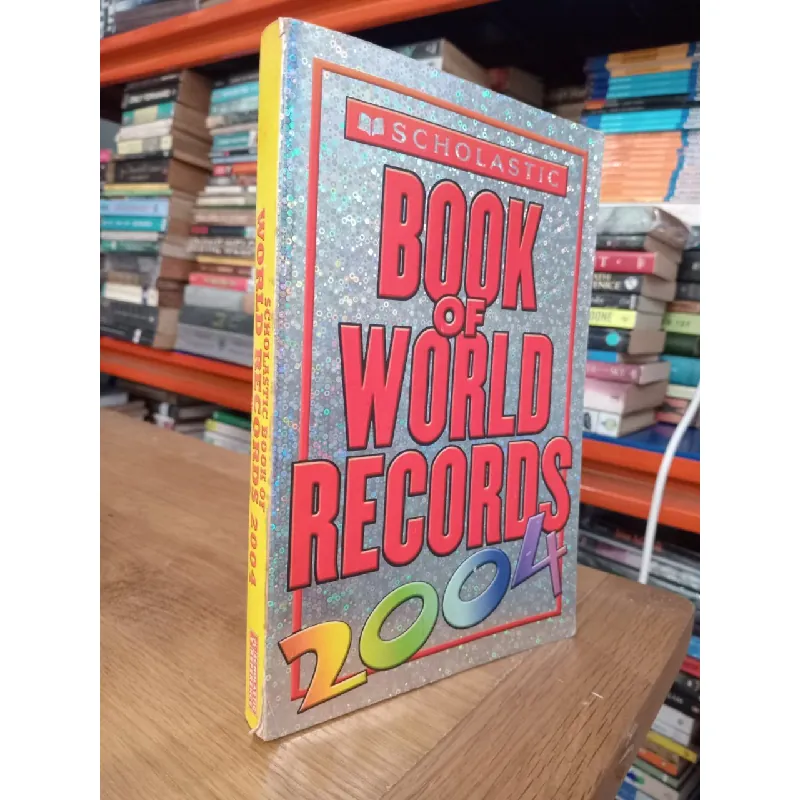 SCHOLASTIC
BOOK
OF
WORLD
RECORDS
2004
SCHOLASTIC BOOK OF
WORLD RECORDS 2004